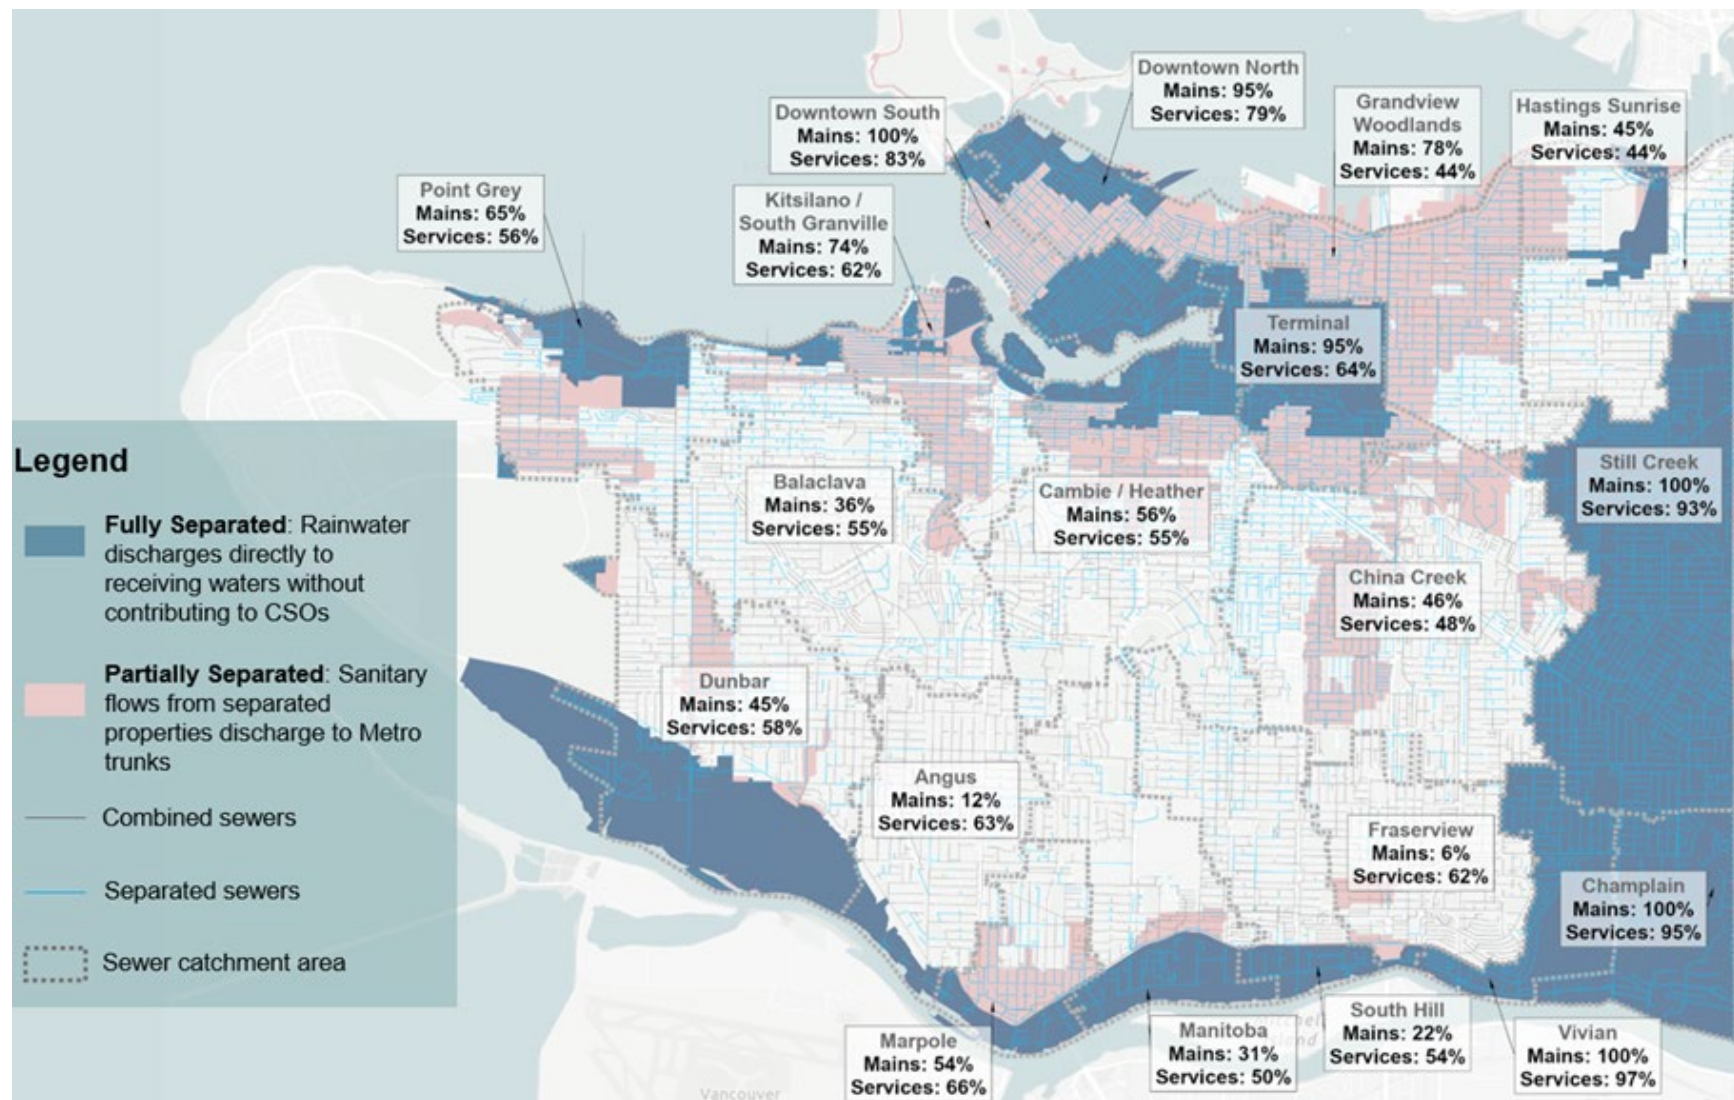 Downtown North
Mains: 95%
Services: 79%
Downtown South
Mains: 100%
Services: 83%
Grandview
Woodlands
Mains: 78%
Services: 44%
Hastings Sunrise
Mains: 45%
Services: 44%
Point Grey
Mains: 65%
Services: 56%
Kitsilano /
South Granville
Mains: 74%
Services: 62%
Terminal
Mains: 95%
Services: 64%
Legend
Fully Separated: Rainwater
discharges directly to
receiving waters without
contributing to CSOs
Partially Separated: Sanitary
flows from separated
properties discharge to Metro
trunks
Combined sewers
Separated sewers
Sewer catchment area
Balaclava
Mains: 36%
Services: 55%
Cambie / Heather
Mains: 56%
Services: 55%
Still Creek
Mains: 100%
Services: 93%
China Creek
Mains: 46%
Services: 48%
Dunbar
Mains: 45%
Services: 58%
Angus
Mains: 12%
Services: 63%
Fraserview
Mains: 6%
Services: 62%
Champlain
Mains: 100%
Services: 95%
Marpole
Mains: 54%
Services: 66%
Manitoba
Mains: 31%
Services: 50%
South Hill
Mains: 22%
Services: 54%
Vivian
Mains: 100%
Services: 97%
Vancouver